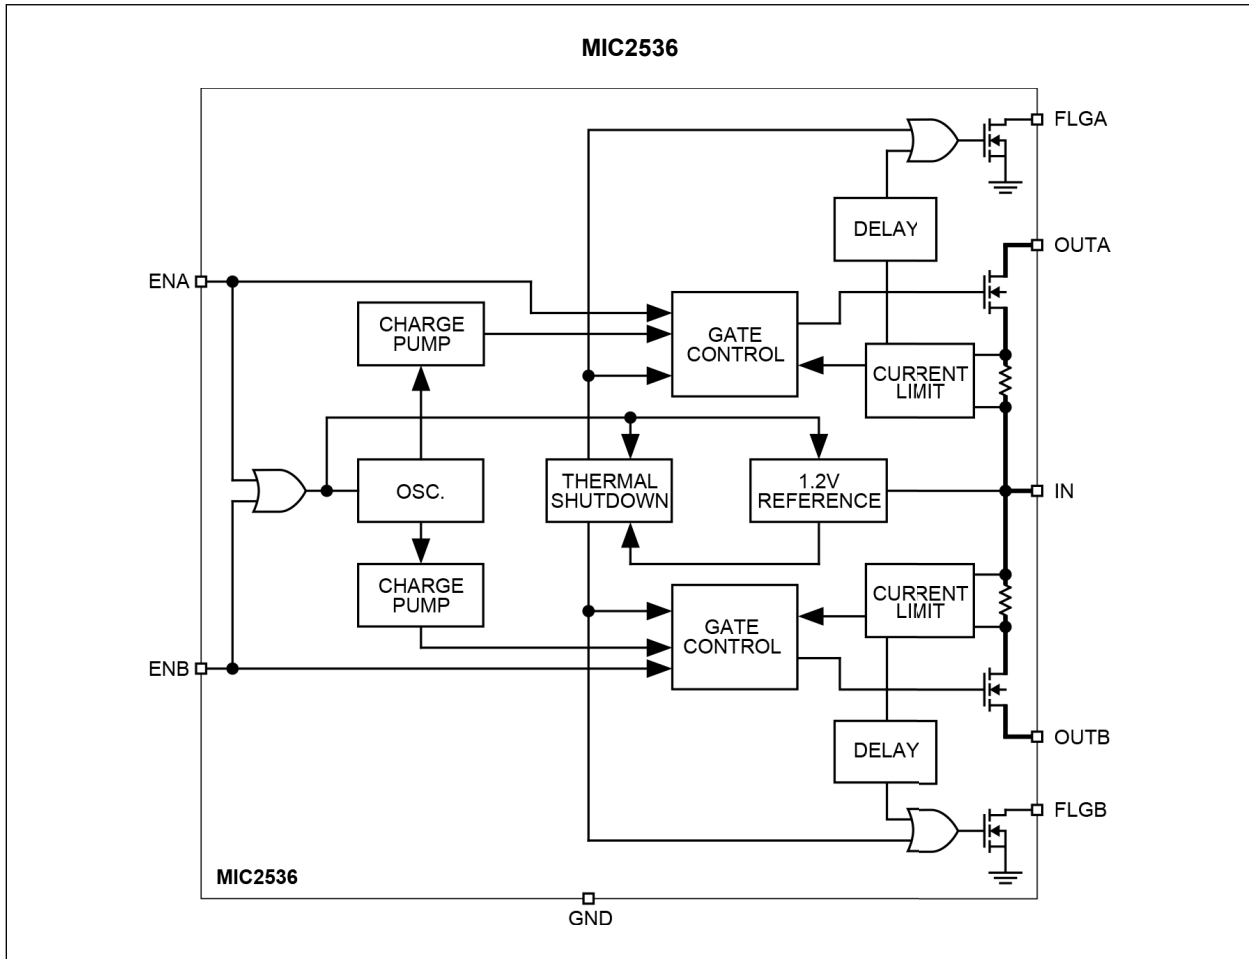 MIC2536
FLGA
DELAY
OUTA
ENA
CHARGE
PUMP
GATE
CONTROL
CURRENT
LIMIT
OSC.
THERMAL
SHUTDOWN
1.2V
REFERENCE
IN
CHARGE
PUMP
GATE
CONTROL
CURRENT
LIMIT
ENB
DELAY
OUTB
FLGB
MIC2536
GND